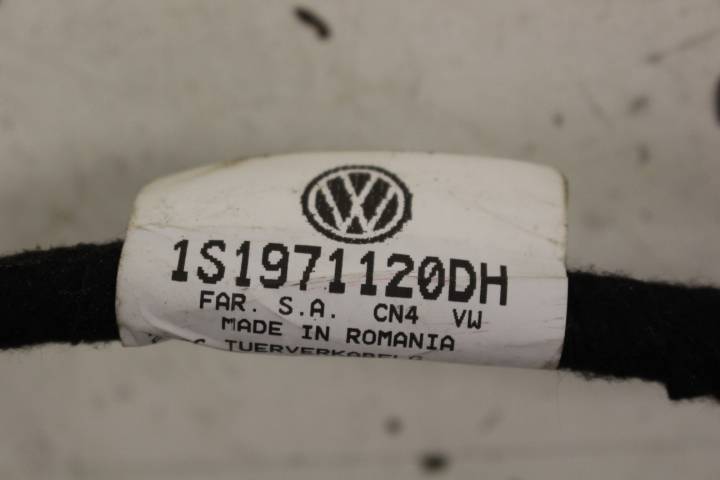 1S1971120DH
FAR. S.A. CN4 VW
MADE IN ROMANIA